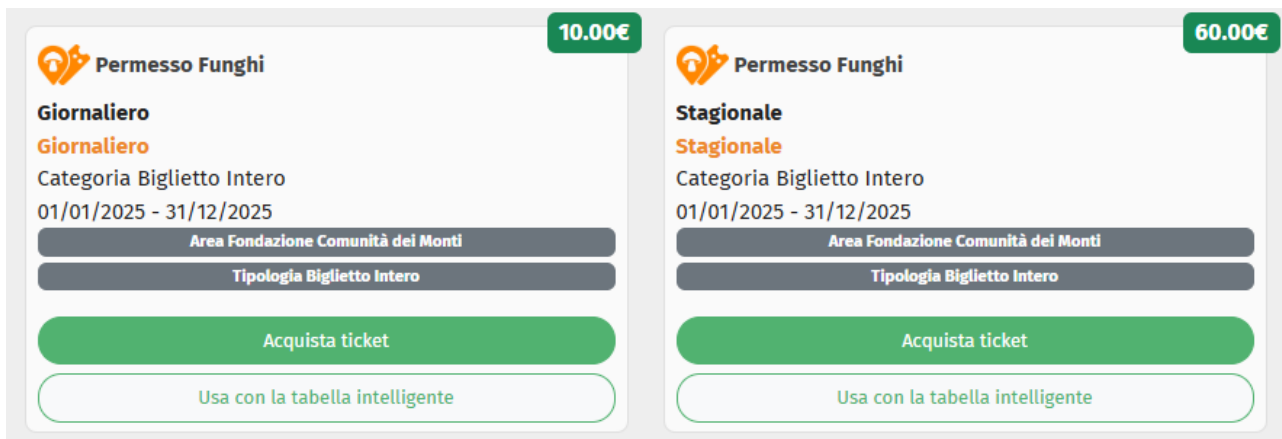 10.00€
Permesso Funghi
Giornaliero
Giornaliero
Categoria Biglietto Intero
01/01/2025 - 31/12/2025
Area Fondazione Comunità dei Monti
Tipologia Biglietto Intero
Acquista ticket
Usa con la tabella intelligente
60.00€
Permesso Funghi
Stagionale
Stagionale
Categoria Biglietto Intero
01/01/2025 - 31/12/2025
Area Fondazione Comunità dei Monti
Tipologia Biglietto Intero
Acquista ticket
Usa con la tabella intelligente